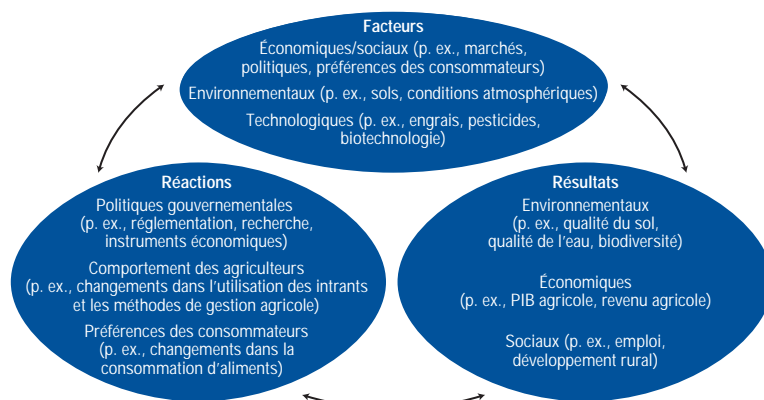 Facteurs
Économiques/sociaux (p. ex., marchés,
politiques, préférences des consommateurs)
Environnementaux (p. ex., sols, conditions atmosphériques)
Technologiques (p. ex., engrais, pesticides,
biotechnologie)
Réactions
Politiques gouvernementales
(p. ex., réglementation, recherche,
instruments économiques)
Comportement des agriculteurs
(p. ex., changements dans l'utilisation des intrants
et les méthodes de gestion agricole)
Préférences des consommateurs
(p. ex., changements dans la
consommation d'aliments)
Résultats
Environnementaux
(p. ex., qualité du sol,
qualité de l'eau, biodiversité)
Économiques
(p. ex., PIB agricole, revenu agricole)
Sociaux (p. ex., emploi,
développement rural)